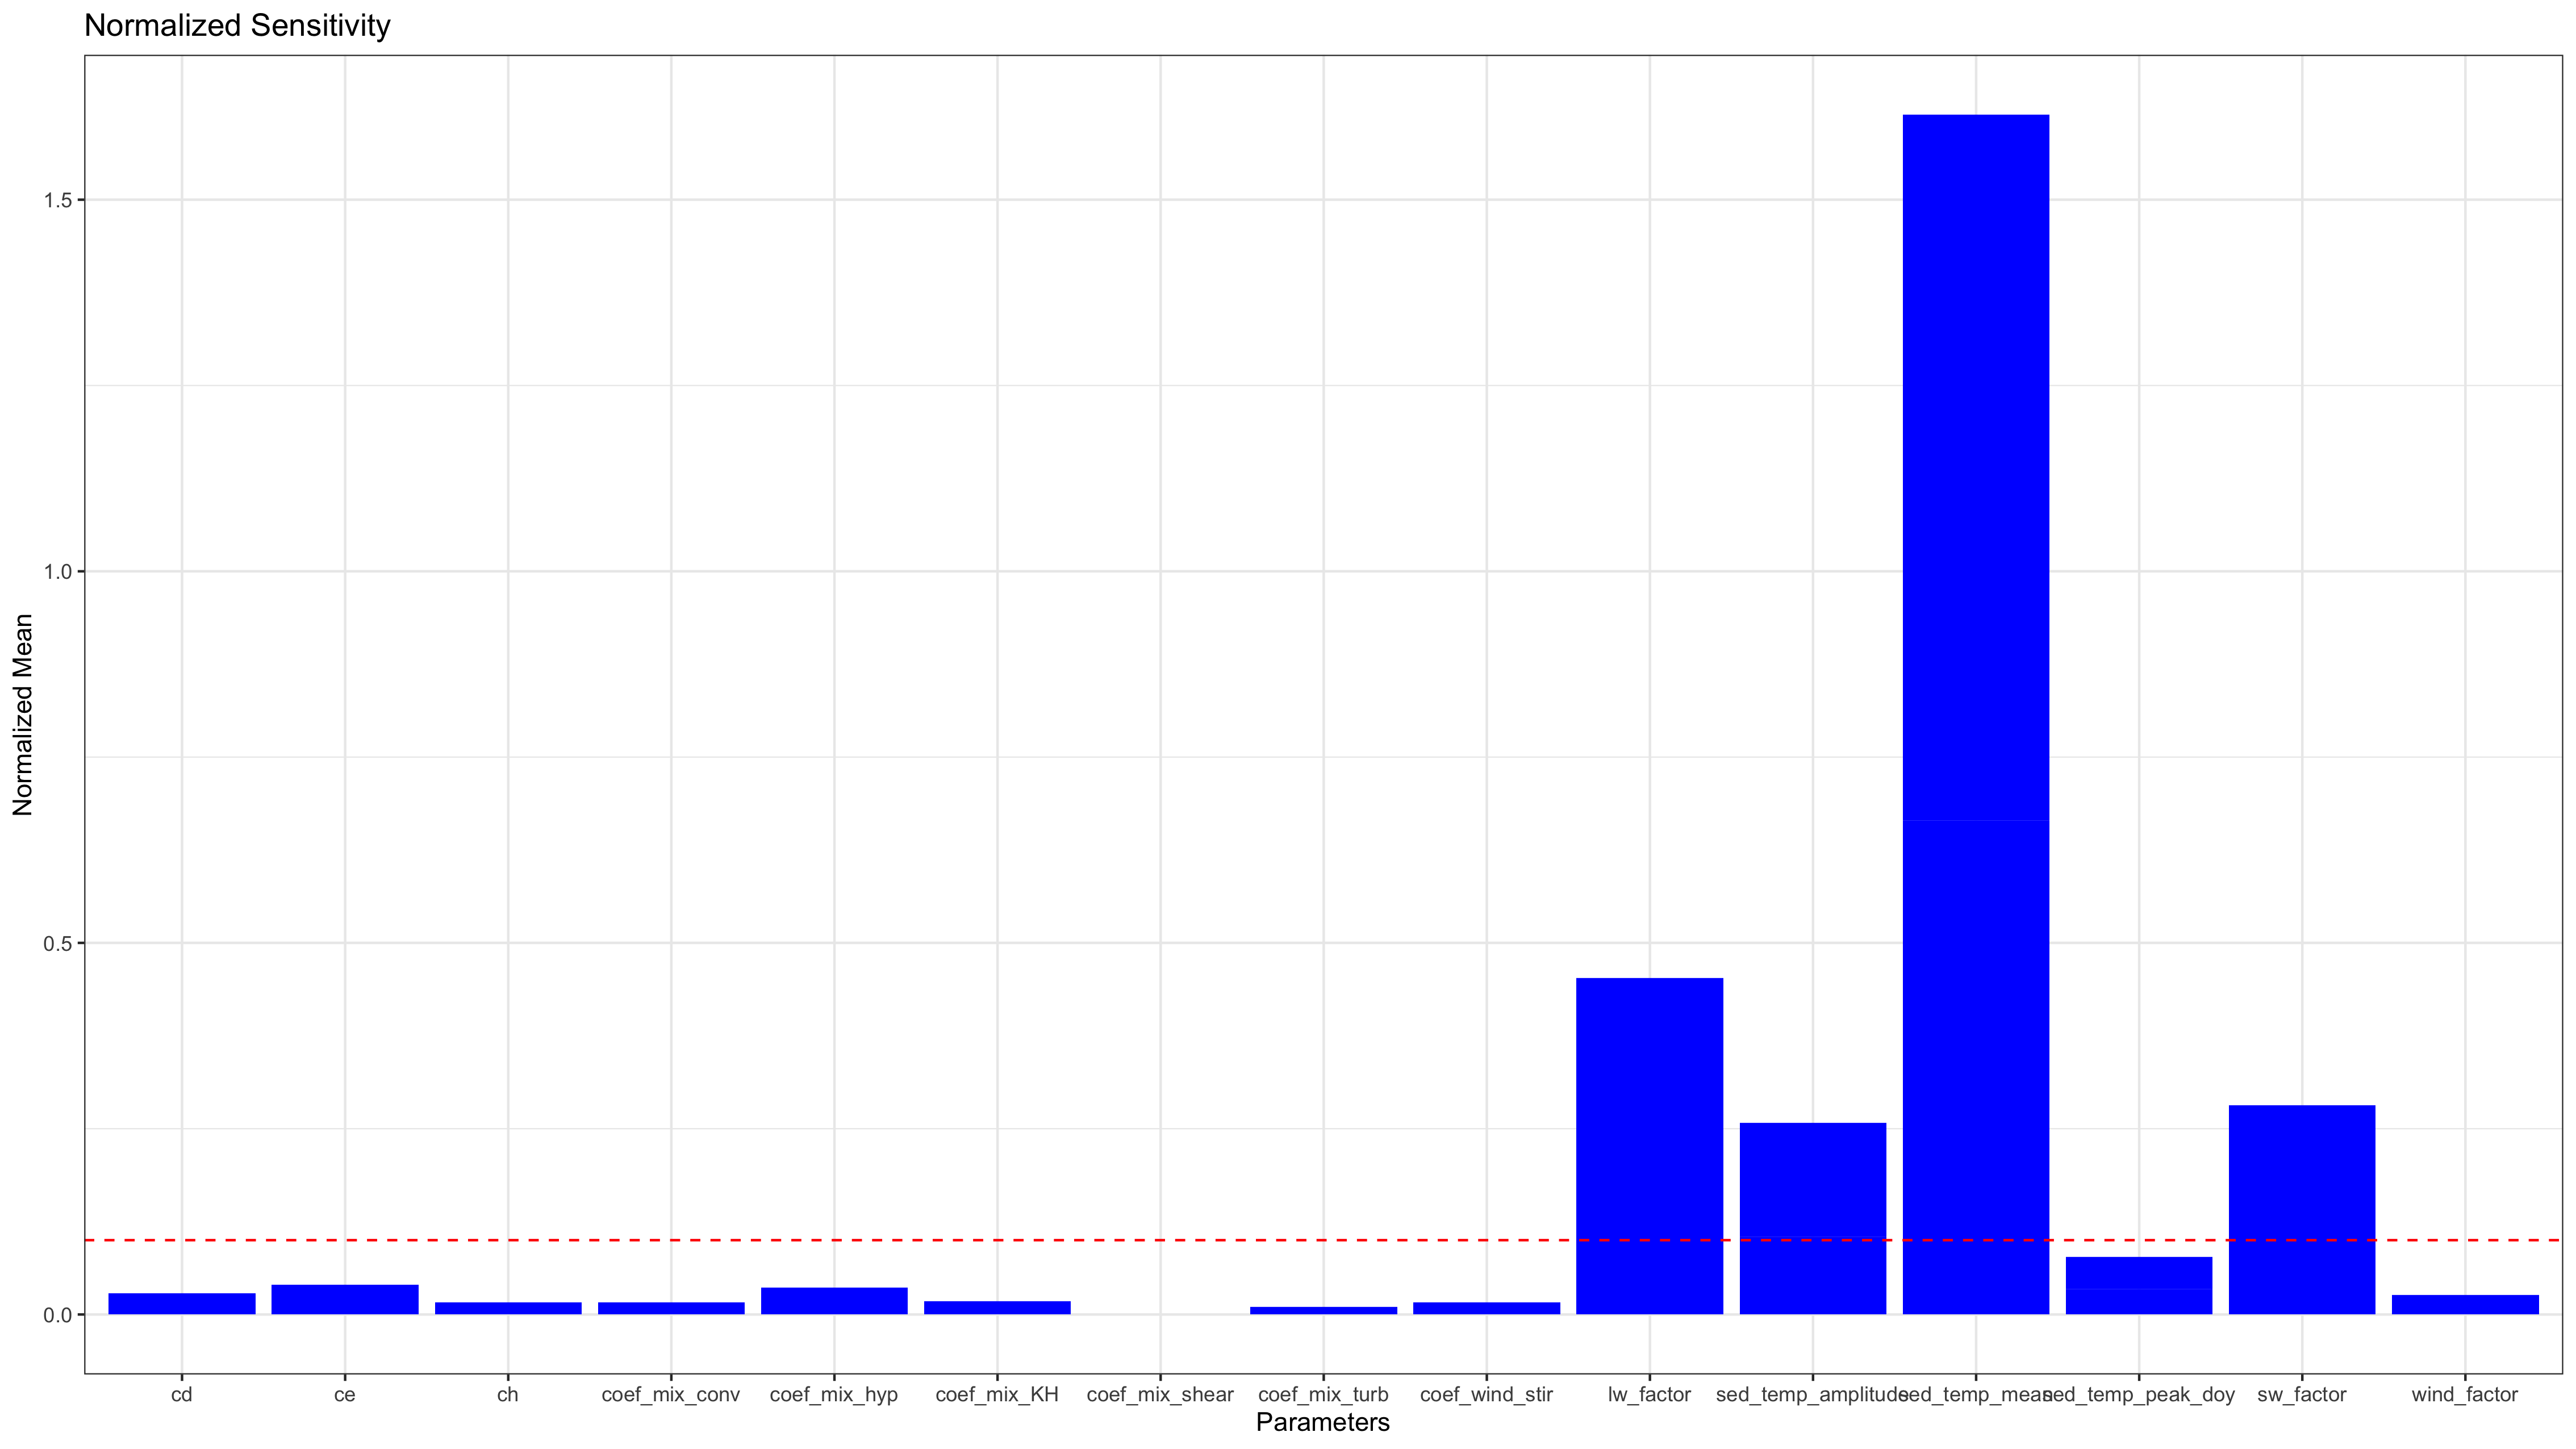 Normalized Sensitivity
Normalized Mean
1.5
1.0
0.5
0.0
cd ce ch coef_mix_conv coef_mix_hyp coef_mix_KH coef_mix_shear coef_mix_turb coef_wind_stir lw_factor sed_temp_amplitude sed_temp_mean sed_temp_peak_doy sw_factor wind_factor
Parameters